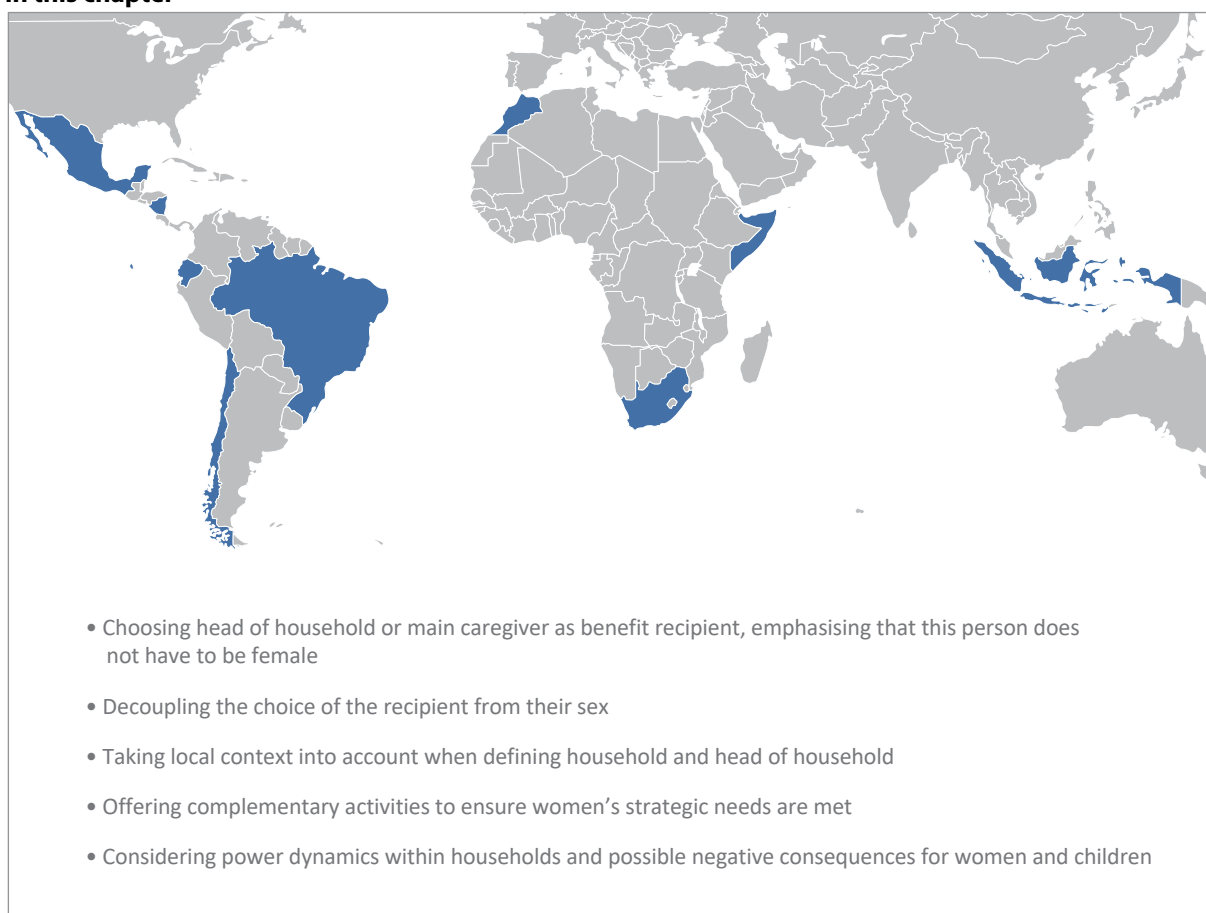 in this chapter
• Choosing head of household or main caregiver as benefit recipient, emphasising that this person does
not have to be female
• Decoupling the choice of the recipient from their sex
• Taking local context into account when defining household and head of household
• Offering complementary activities to ensure women’s strategic needs are met
• Considering power dynamics within households and possible negative consequences for women and children